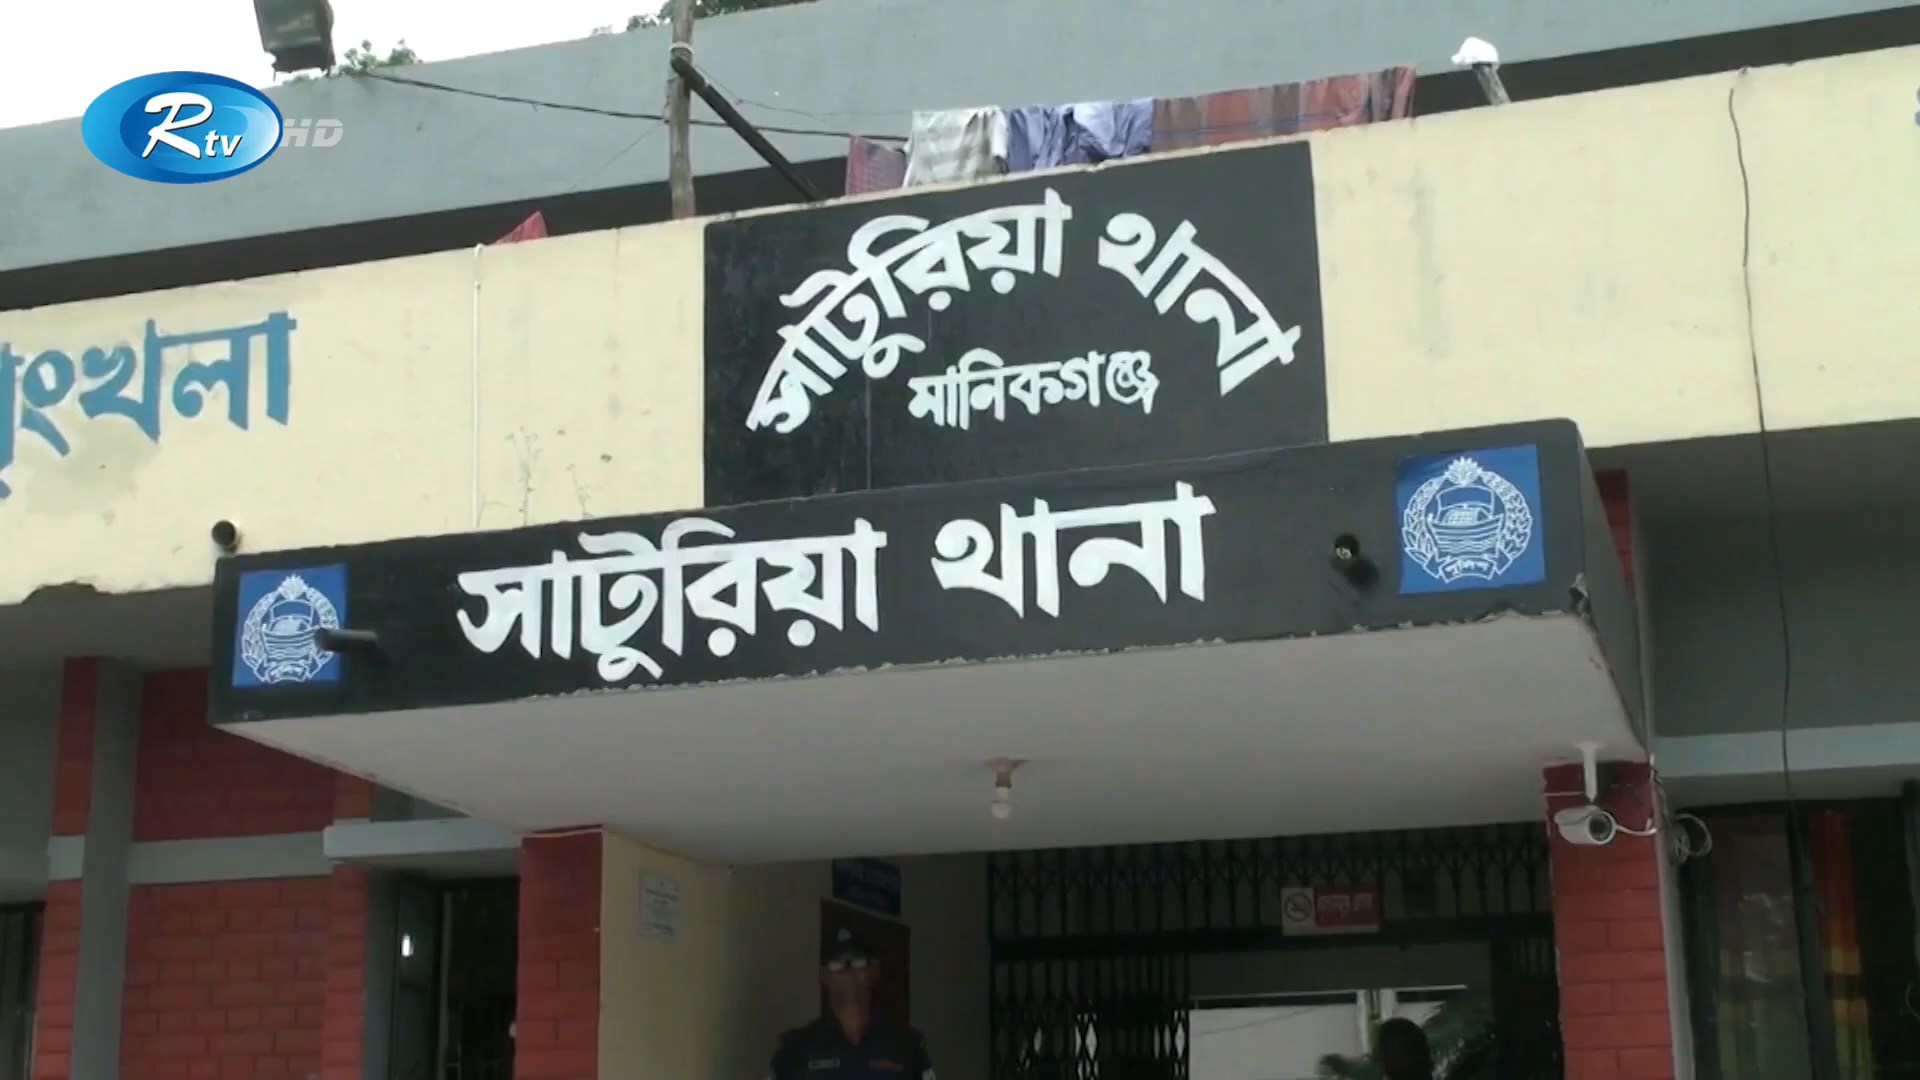 Rtv HD
সাটুরিয়া থানা
মানিকগঞ্জ
শৃংখলা
সাটুরিয়া থানা
পুলিশ
পুলিশ